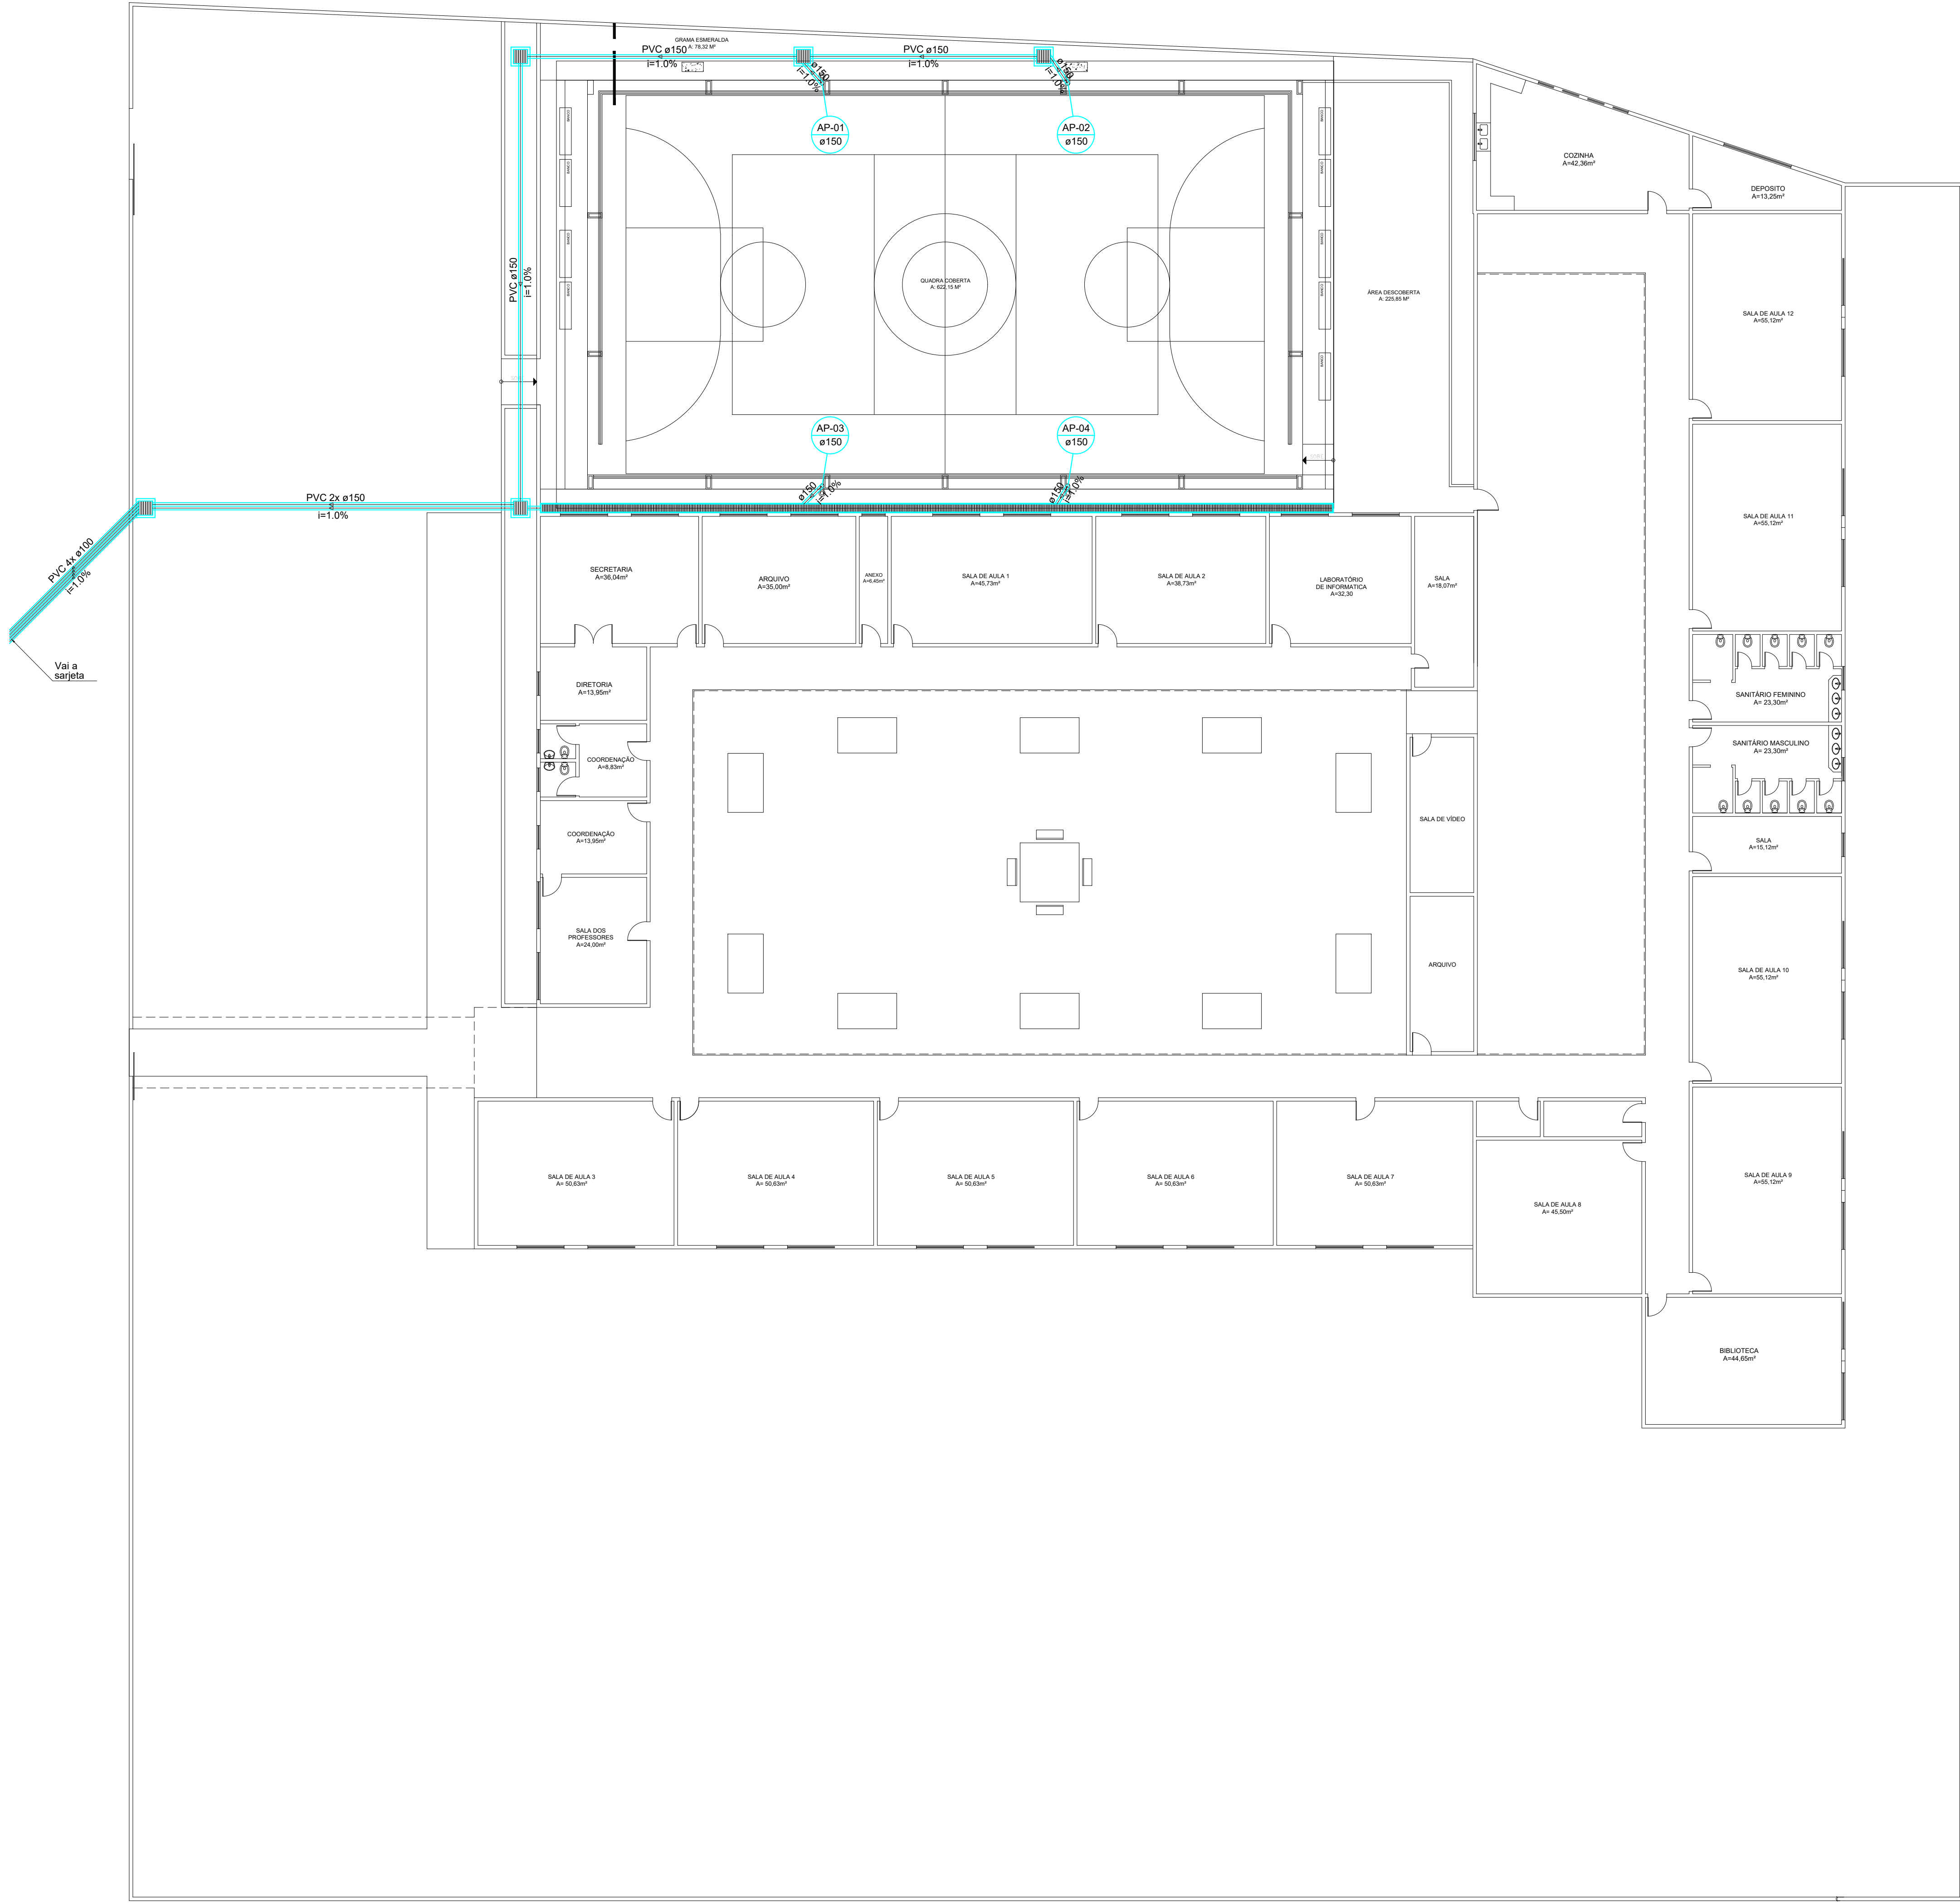 GRAMA ESMERALDA
A: 78,32 M²
PVC ø150
i=1.0%
PVC ø150
i=1.0%
ø150
i=1.0%
ø150
i=1.0%
AP-01
ø150
AP-02
ø150
COZINHA
A=42,36m²
DEPOSITO
A=13,25m²
PVC ø150
i=1.0%
QUADRA COBERTA
A: 622,15 M²
ÁREA DESCOBERTA
A: 225,85 M²
SALA DE AULA 12
A=55,12m²
AP-03
ø150
AP-04
ø150
ø150
i=1.0%
ø150
i=1.0%
PVC 2x ø150
i=1.0%
PVC 4x ø100
i=1.0%
Vai a
sarjeta
SALA DE AULA 11
A=55,12m²
SECRETARIA
A=36,04m²
ARQUIVO
A=35,00m²
ANEXO
A=6,45m²
SALA DE AULA 1
A=45,73m²
SALA DE AULA 2
A=38,73m²
LABORATÓRIO
DE INFORMATICA
A=32,30
SALA
A=18,07m²
DIRETORIA
A=13,95m²
SANITÁRIO FEMININO
A= 23,30m²
SANITÁRIO MASCULINO
A= 23,30m²
COORDENAÇÃO
A=8,83m²
COORDENAÇÃO
A=13,95m²
SALA DE VÍDEO
SALA
A=15,12m²
SALA DOS
PROFESSORES
A=24,00m²
ARQUIVO
SALA DE AULA 10
A=55,12m²
SALA DE AULA 3
A= 50,63m²
SALA DE AULA 4
A= 50,63m²
SALA DE AULA 5
A= 50,63m²
SALA DE AULA 6
A= 50,63m²
SALA DE AULA 7
A= 50,63m²
SALA DE AULA 8
A= 45,50m²
SALA DE AULA 9
A=55,12m²
BIBLIOTECA
A=44,65m²